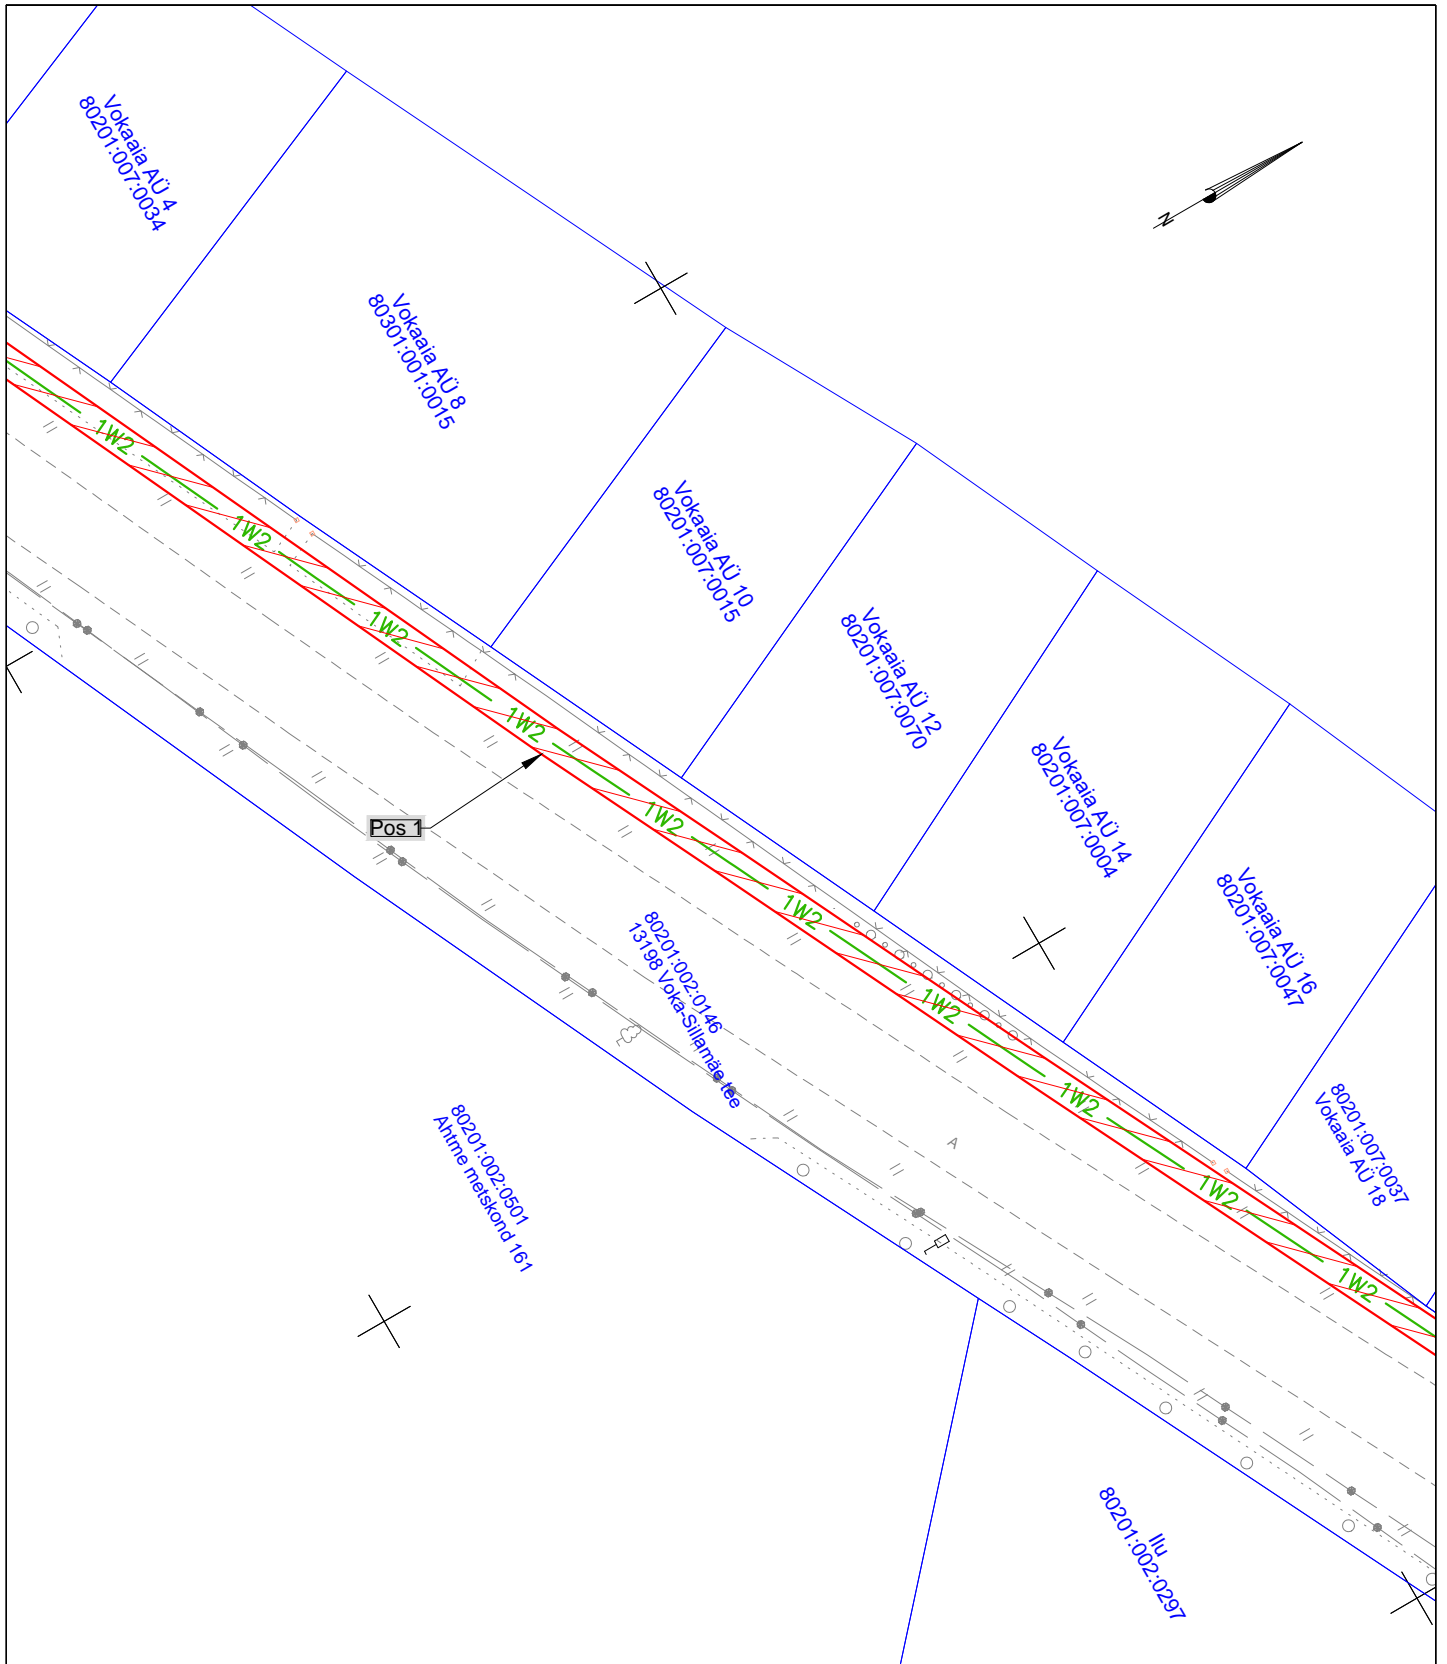 Vokaaia AÜ 4
80201:007:0034
N
Vokaaia AÜ 8
80301:001:0015
Vokaaia AÜ 10
80201:007:0015
Vokaaia AÜ 12
80201:007:0070
Vokaaia AÜ 14
80201:007:0004
Vokaaia AÜ 16
80201:007:0047
80201:007:0037
Vokaaia AÜ 18
1W2
1W2
1W2
1W2
1W2
1W2
1W2
1W2
1W2
1W2
Pos 1
80201:002:0146
13198 Voka-Sillamäe tee
A
80201:002:0501
Ahtme metskond 161
Ilu
80201:002:0297